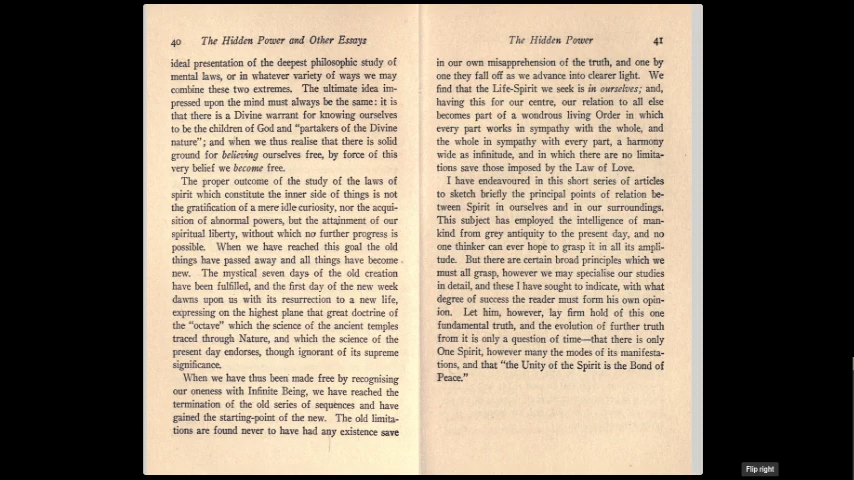 40 The Hidden Power and Other Essays
ideal presentation of the deepest philosophic study of
mental laws, or in whatever variety of ways we may
combine these two extremes. The ultimate idea im-
pressed upon the mind must always be the same: it is
that there is a Divine warrant for knowing ourselves
to be the children of God and "partakers of the Divine
nature"; and when we thus realise that there is solid
ground for believing ourselves free, by force of this
very belief we become free.
The proper outcome of the study of the laws of
spirit which constitute the inner side of things is not
the gratification of a mere idle curiosity, nor the acqui-
sition of abnormal powers, but the attainment of our
spiritual liberty, without which no further progress is
possible. When we have reached this goal the old
things have passed away and all things have become
new. The mystical seven days of the old creation
have been fulfilled, and the first day of the new week
dawns upon us with its resurrection to a new life,
expressing on the highest plane that great doctrine of
the "octave" which the science of the ancient temples
traced through Nature, and which the science of the
present day endorses, though ignorant of its supreme
significance.
When we have thus been made free by recognising
our oneness with Infinite Being, we have reached the
termination of the old series of sequences and have
gained the starting-point of the new. The old limita-
tions are found never to have had any existence save
The Hidden Power 41
in our own misapprehension of the truth, and one by
one they fall off as we advance into clearer light. We
find that the Life-Spirit we seek is in ourselves; and,
having this for our centre, our relation to all else
becomes part of a wondrous living Order in which
every part works in sympathy with the whole, and
the whole in sympathy with every part, a harmony
wide as infinitude, and in which there are no limita-
tions save those imposed by the Law of Love.
I have endeavoured in this short series of articles
to sketch briefly the principal points of relation be-
tween Spirit in ourselves and in our surroundings.
This subject has employed the intelligence of man-
kind from grey antiquity to the present day, and no
one thinker can ever hope to grasp it in all its ampli-
tude. But there are certain broad principles which we
must all grasp, however we may specialise our studies
in detail, and these I have sought to indicate, with what
degree of success the reader must form his own opin-
ion. Let him, however, lay firm hold of this one
fundamental truth, and the evolution of further truth
from it is only a question of time—that there is only
One Spirit, however many the modes of its manifesta-
tions, and that "the Unity of the Spirit is the Bond of
Peace."
Flip right